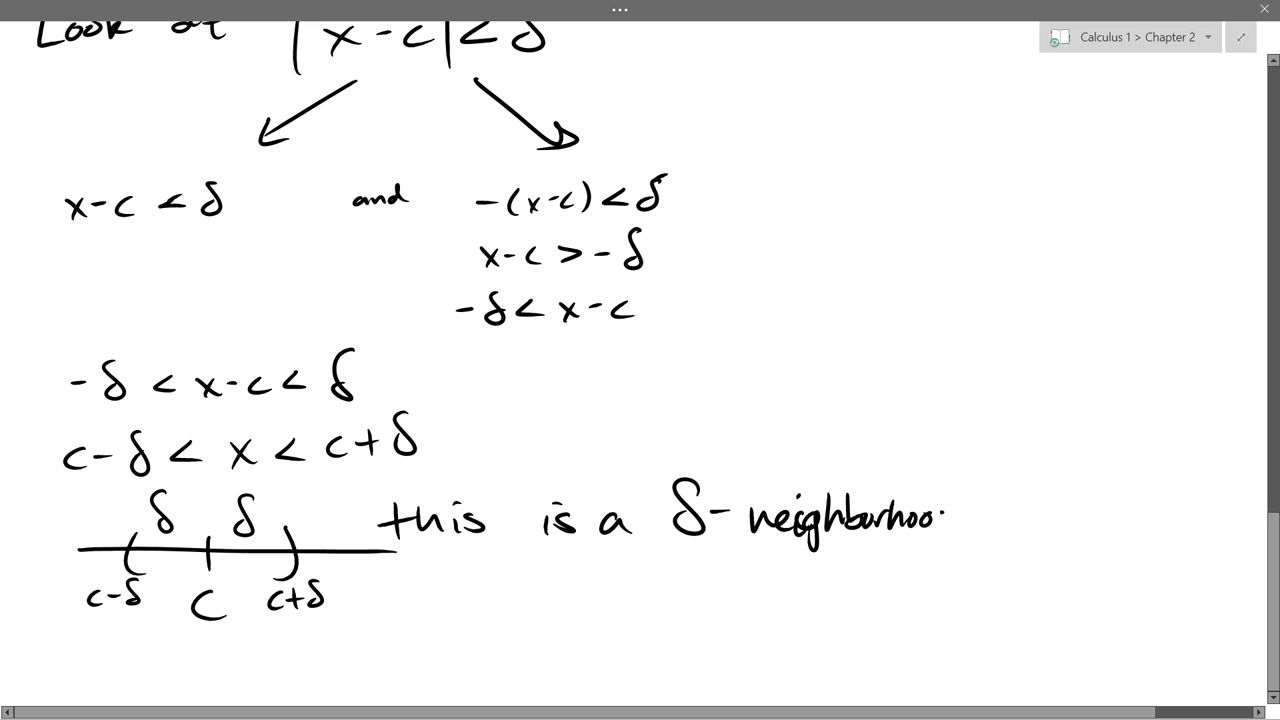 Look at |x-c|<δ
Calculus 1 > Chapter 2
x-c < δ and -(x-c) < δ
x-c > -δ
-δ < x-c
-δ < x-c < δ
c-δ < x < c+δ
δ δ this is a δ-neighborhoo
c-δ c c+δ